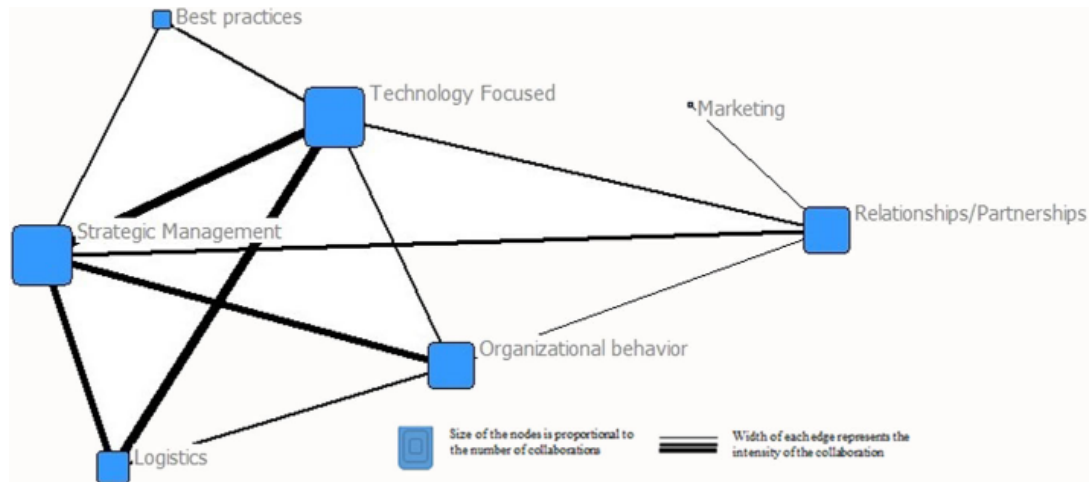 Best practices
Technology Focused
Marketing
Relationships/Partnerships
Strategic Management
Organizational behavior
Size of the nodes is proportional to
the number of collaborations
Width of each edge represents the
intensity of the collaboration
Logistics